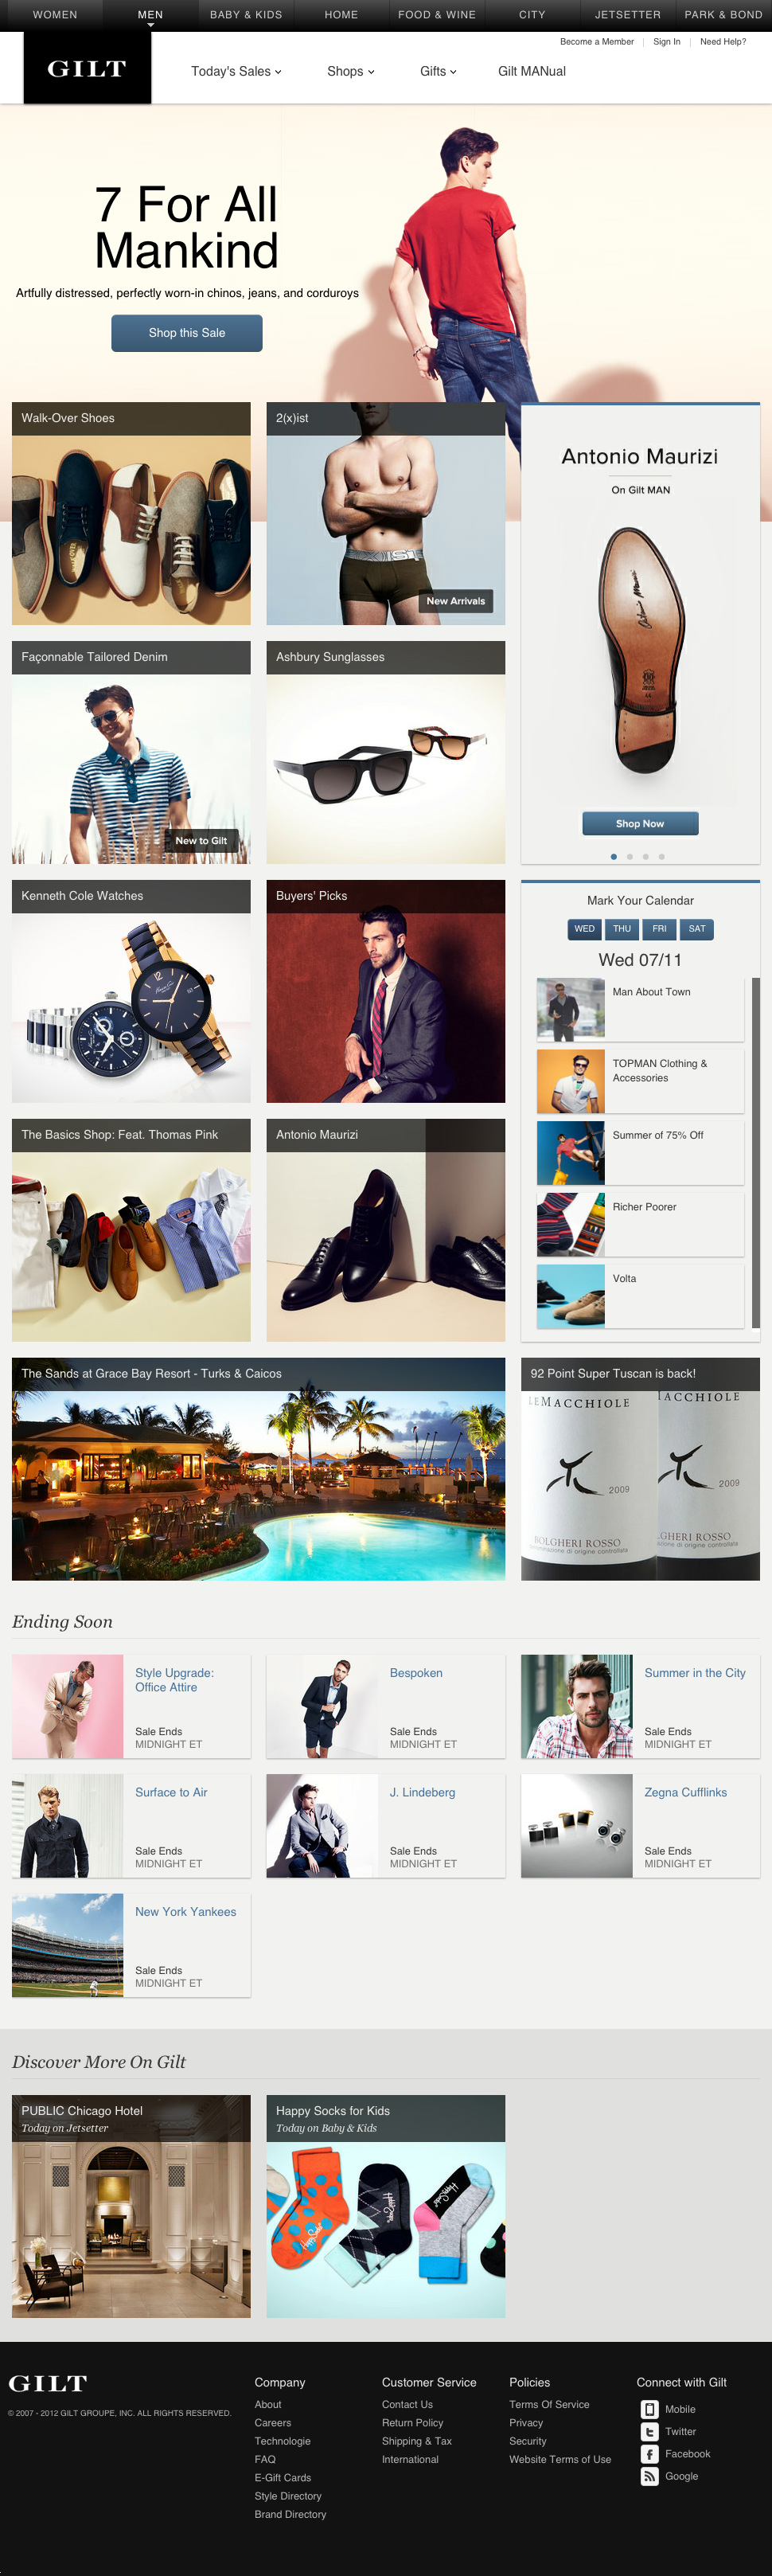 WOMEN
MEN
BABY & KIDS
HOME
FOOD & WINE
CITY
JETSETTER
PARK & BOND
Become a Member
Sign In
Need Help?
GILT
Today's Sales
Shops
Gifts
Gilt MANual
7 For All
Mankind
Artfully distressed, perfectly worn-in chinos, jeans, and corduroys
Shop this Sale
Walk-Over Shoes
2(x)ist
New Arrivals
Antonio Maurizi
On Gilt MAN
Shop Now
Façonnable Tailored Denim
New to Gilt
Ashbury Sunglasses
Kenneth Cole Watches
Buyers' Picks
Mark Your Calendar
WED
THU
FRI
SAT
Wed 07/11
Man About Town
TOPMAN Clothing &
Accessories
Summer of 75% Off
Richer Poorer
Volta
The Basics Shop: Feat. Thomas Pink
Antonio Maurizi
The Sands at Grace Bay Resort - Turks & Caicos
92 Point Super Tuscan is back!
LEMACCHIOLE
ACCHIOLE
2009
2009
BOLGHERI ROSSO
GHERI ROSSO
Ending Soon
Style Upgrade:
Office Attire
Sale Ends
MIDNIGHT ET
Bespoken
Sale Ends
MIDNIGHT ET
Summer in the City
Sale Ends
MIDNIGHT ET
Surface to Air
Sale Ends
MIDNIGHT ET
J. Lindeberg
Sale Ends
MIDNIGHT ET
Zegna Cufflinks
Sale Ends
MIDNIGHT ET
New York Yankees
Sale Ends
MIDNIGHT ET
Discover More On Gilt
PUBLIC Chicago Hotel
Today on Jetsetter
Happy Socks for Kids
Today on Baby & Kids
GILT
© 2007 - 2012 GILT GROUPE, INC. ALL RIGHTS RESERVED.
Company
About
Careers
Technologie
FAQ
E-Gift Cards
Style Directory
Brand Directory
Customer Service
Contact Us
Return Policy
Shipping & Tax
International
Policies
Terms Of Service
Privacy
Security
Website Terms of Use
Connect with Gilt
Mobile
Twitter
Facebook
Google